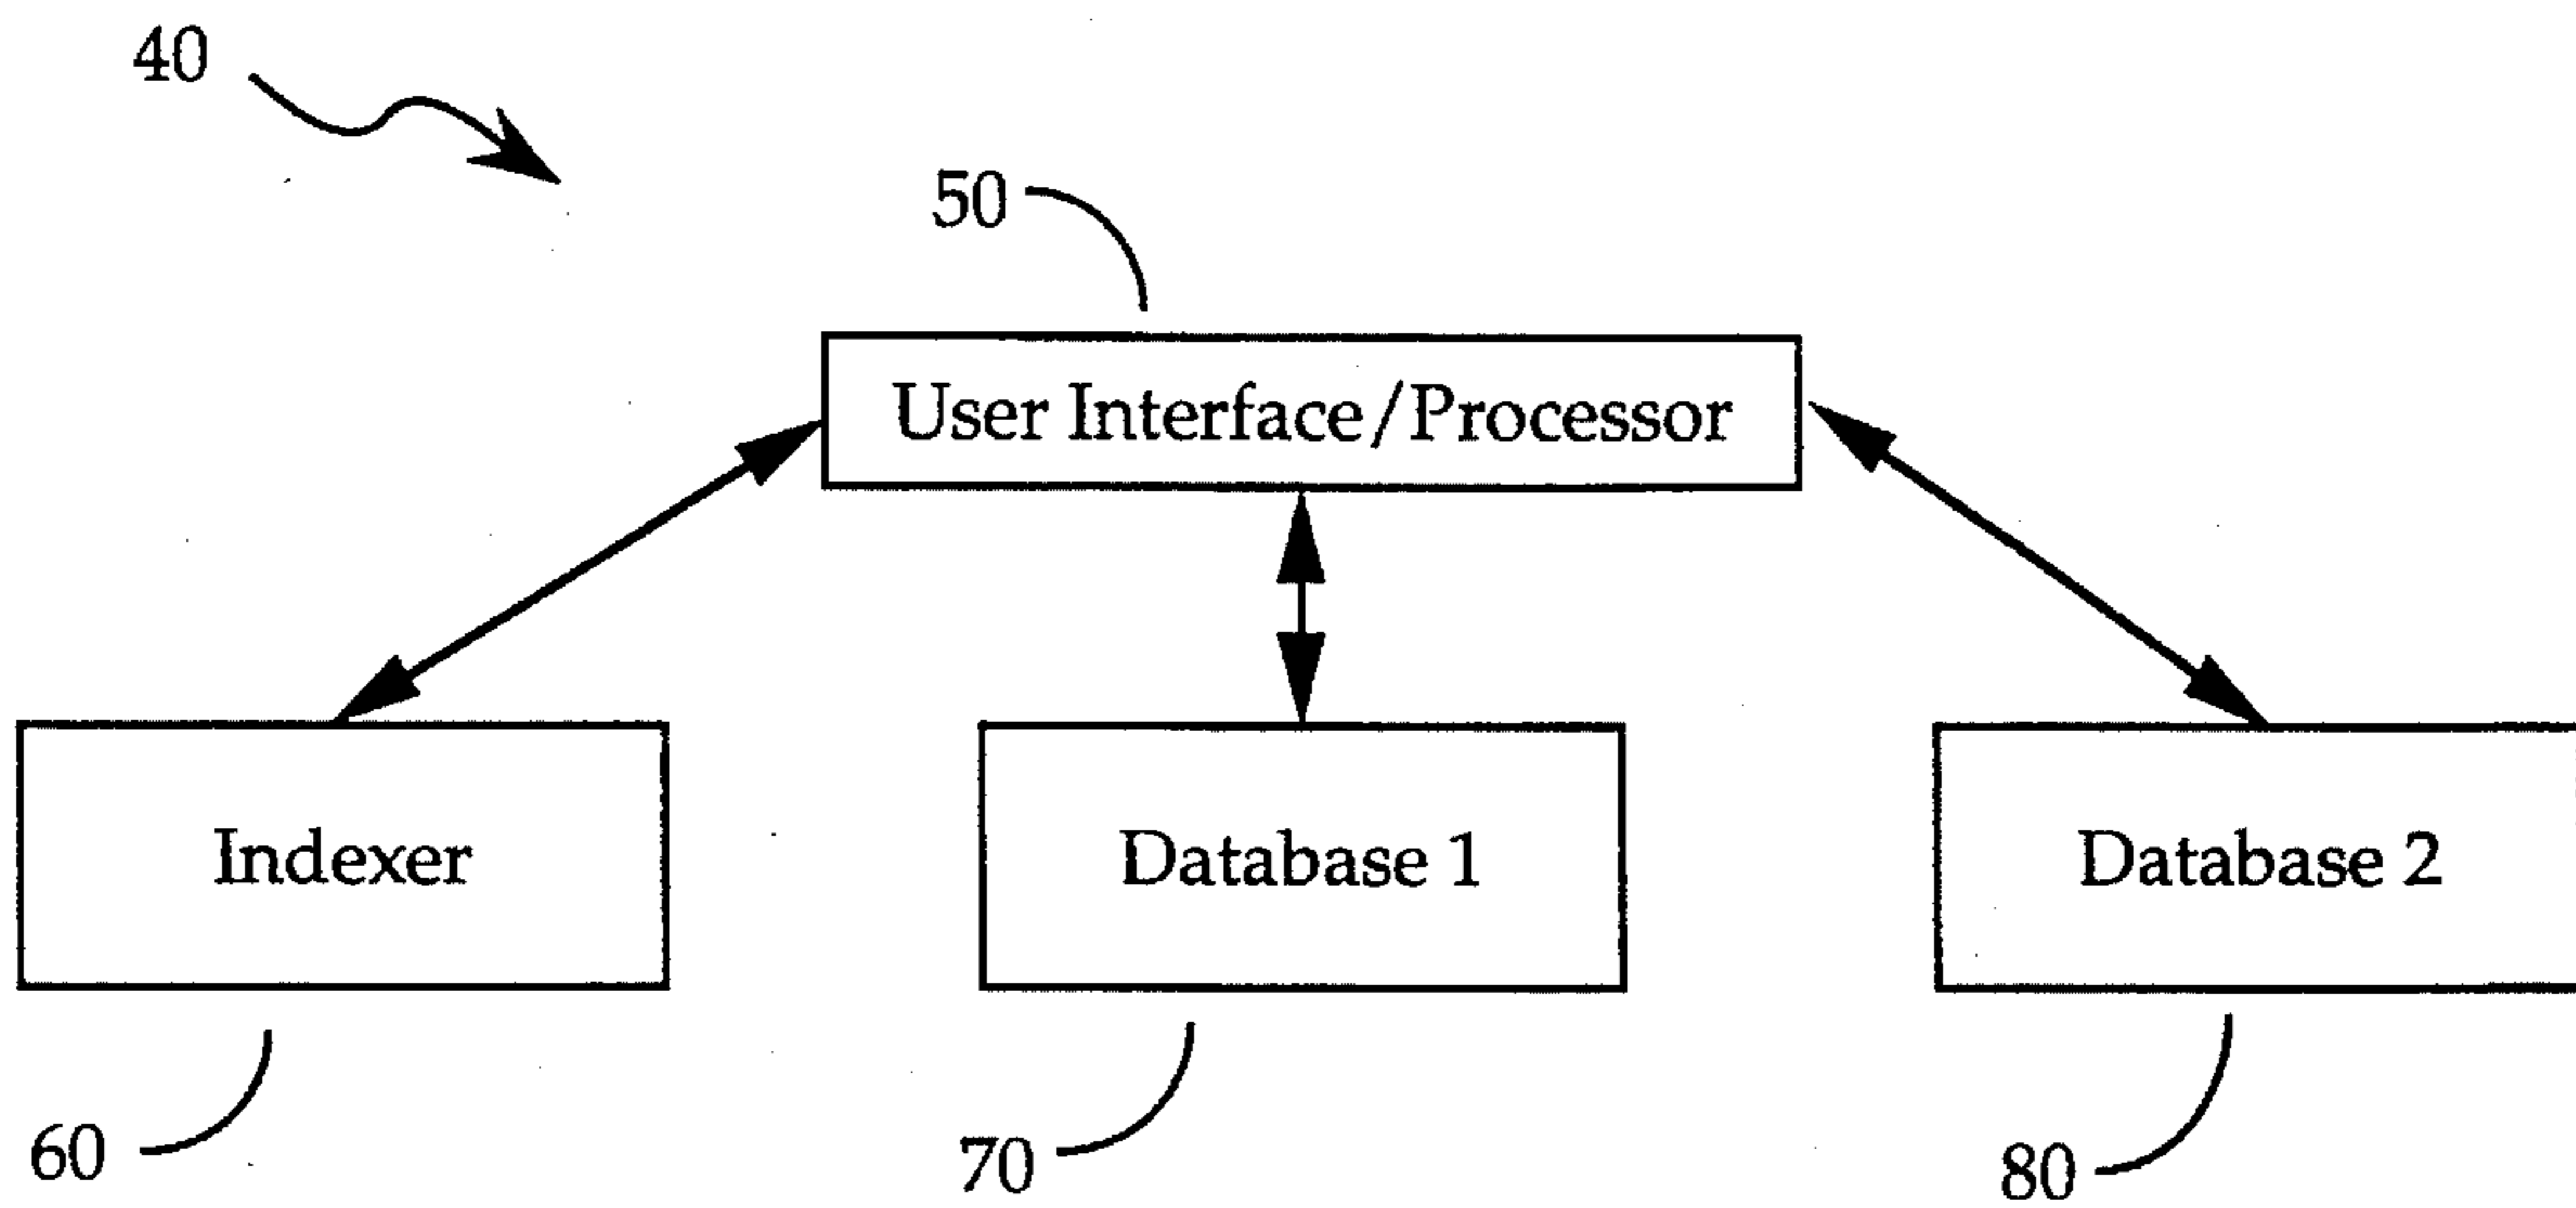 40
50
User Interface/Processor
Indexer
Database 1
Database 2
60
70
80